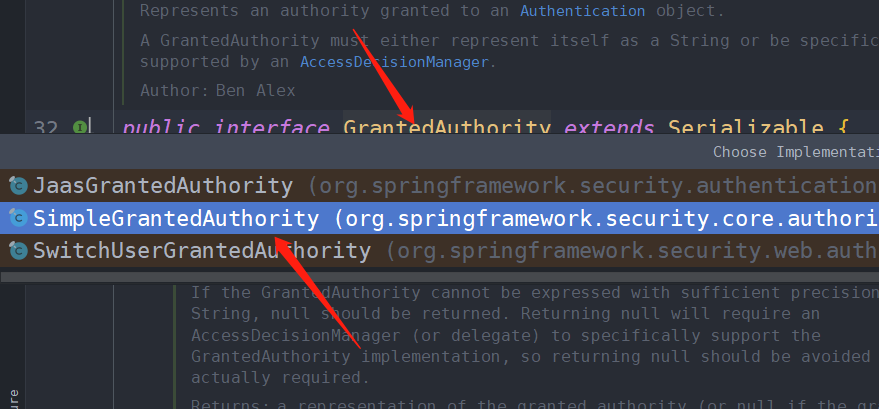 Represents an authority granted to an Authentication object.
A GrantedAuthority must either represent itself as a String or be specific
supported by an AccessDecisionManager.
Author: Ben Alex
32 public interface GrantedAuthority extends Serializable {
Choose Implementati
JaasGrantedAuthority (org.springframework.security.authentication
SimpleGrantedAuthority (org.springframework.security.core.authori
SwitchUserGrantedAuthority (org.springframework.security.web.auth
If the GrantedAuthority cannot be expressed with sufficient precision
String, null should be returned. Returning null will require an
AccessDecisionManager (or delegate) to specifically support the
GrantedAuthority implementation, so returning null should be avoided
actually required.
Returns: a representation of the granted authority (or null if the gr
ure